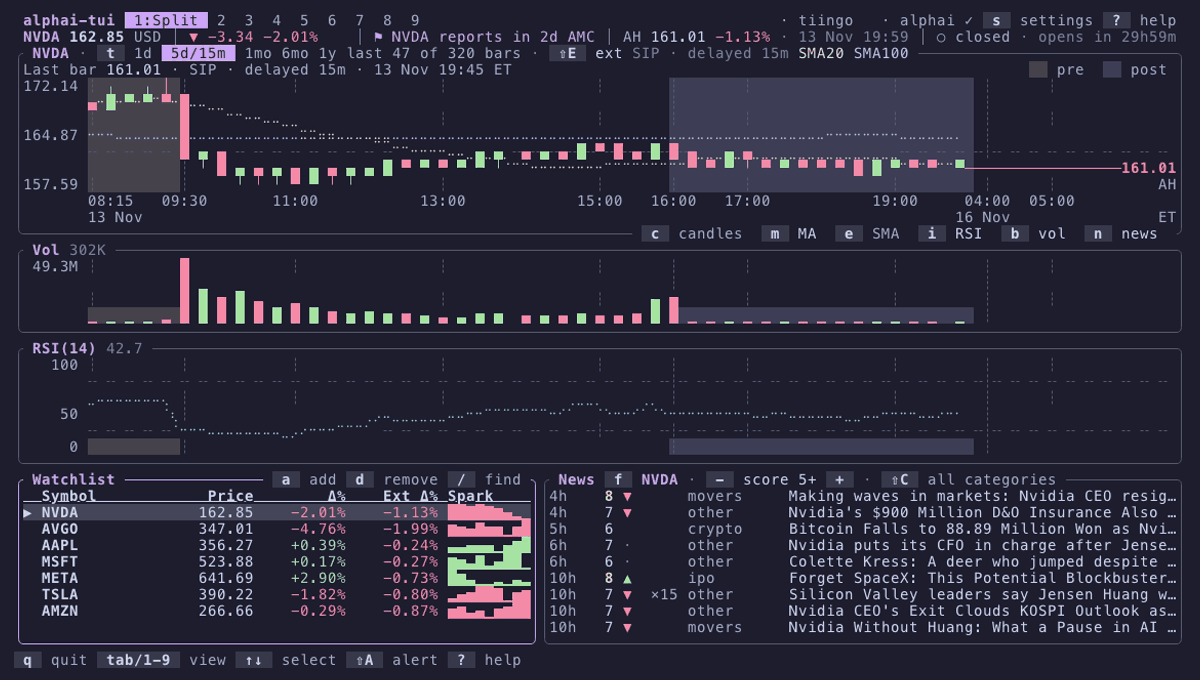 alphai-tui 1:Split 2 3 4 5 6 7 8 9 · tiingo · alphai ✓ s settings ? help
NVDA 162.85 USD │ ▼ −3.34 −2.01% │ ⚑ NVDA reports in 2d AMC │ AH 161.01 −1.13% · 13 Nov 19:59 │ ○ closed · opens in 29h59m
NVDA · t 1d 5d/15m 1mo 6mo 1y last 47 of 320 bars · ⇧E ext SIP · delayed 15m SMA20 SMA100
Last bar 161.01 · SIP · delayed 15m · 13 Nov 19:45 ET pre post
172.14
164.87
161.01
AH
157.59
08:15 09:30 11:00 13:00 15:00 16:00 17:00 19:00 04:00 05:00
13 Nov 16 Nov ET
c candles m MA e SMA i RSI b vol n news
Vol 302K
49.3M
RSI(14) 42.7
100
50
0
Watchlist a add d remove / find
Symbol Price Δ% Ext Δ% Spark
▶ NVDA 162.85 −2.01% −1.13%
AVGO 347.01 −4.76% −1.99%
AAPL 356.27 +0.39% −0.24%
MSFT 523.88 +0.17% −0.27%
META 641.69 +2.90% −0.73%
TSLA 390.22 −1.82% −0.80%
AMZN 266.66 −0.29% −0.87%
News f NVDA · − score 5+ + · ⇧C all categories
4h 8 ▼ movers Making waves in markets: Nvidia CEO resig…
4h 7 ▼ other Nvidia's $900 Million D&O Insurance Also …
5h 6 crypto Bitcoin Falls to 88.89 Million Won as Nvi…
6h 7 · other Nvidia puts its CFO in charge after Jense…
6h 6 · other Colette Kress: A deer who jumped despite …
10h 8 ▲ ipo Forget SpaceX: This Potential Blockbuster…
10h 7 ▼ ×15 other Silicon Valley leaders say Jensen Huang w…
10h 7 ▼ other Nvidia CEO's Exit Clouds KOSPI Outlook as…
10h 7 ▼ movers Nvidia Without Huang: What a Pause in AI …
q quit tab/1-9 view ↑↓ select ⇧A alert ? help